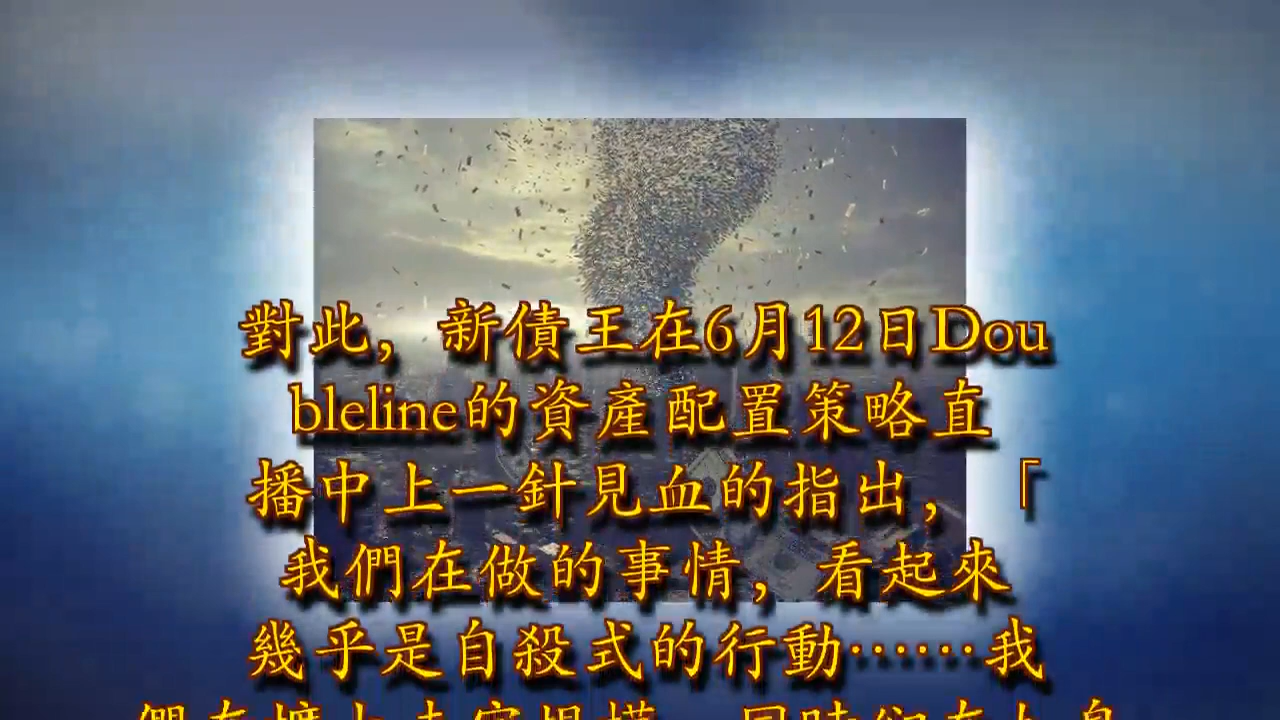 對此，新債王在6月12日Dou
bleline的資產配置策略直
播中上一針見血的指出，「
我們在做的事情，看起來
幾乎是自殺式的行動⋯⋯我